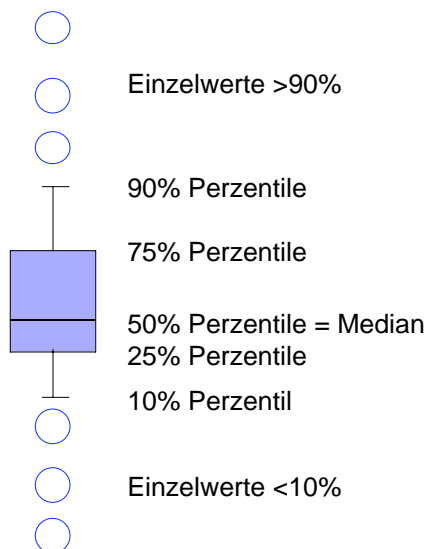 Einzelwerte >90%
90% Perzentile
75% Perzentile
50% Perzentile = Median
25% Perzentile
10% Perzentil
Einzelwerte <10%